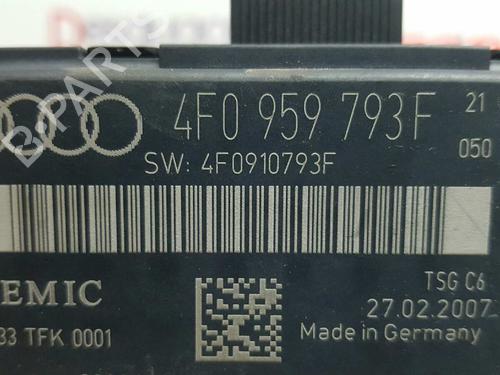 4F0 959 793F 21
050
SW: 4F0910793F
EMIC
TSG C6
27.02.2007
33 TFK 0001
Made in Germany
B-Parts